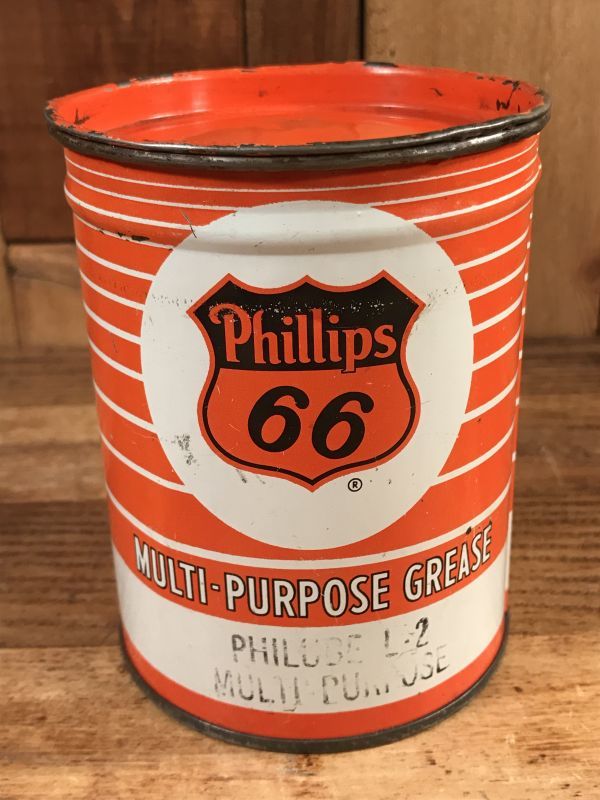 Phillips
66
®
MULTI-PURPOSE GREASE
PHILUBE L-2
MULTI-PURPOSE